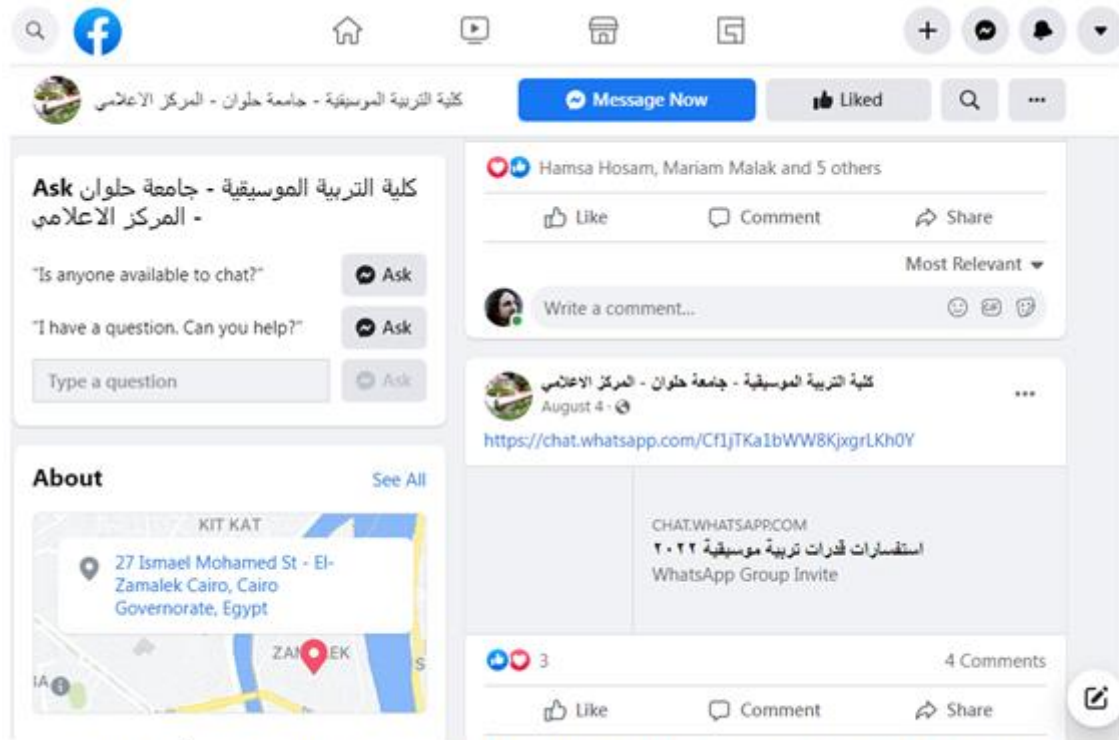 كلية التربية الموسيقية - جامعة حلوان - المركز الاعلامي
Message Now
Liked
Ask كلية التربية الموسيقية - جامعة حلوان
- المركز الاعلامي
"Is anyone available to chat?"
Ask
"I have a question. Can you help?"
Ask
Type a question
Ask
About
See All
KIT KAT
27 Ismael Mohamed St - El-
Zamalek Cairo, Cairo
Governorate, Egypt
Hamsa Hosam, Mariam Malak and 5 others
Like
Comment
Share
Most Relevant
Write a comment...
GIF
كلية التربية الموسيقية - جامعة حلوان - المركز الاعلامي
August 4
https://chat.whatsapp.com/Cf1jTKa1bWW8KjxgrLKh0Y
CHAT.WHATSAPP.COM
استفسارات قدرات تربية موسيقية ٢٠٢٢
WhatsApp Group Invite
3
4 Comments
Like
Comment
Share